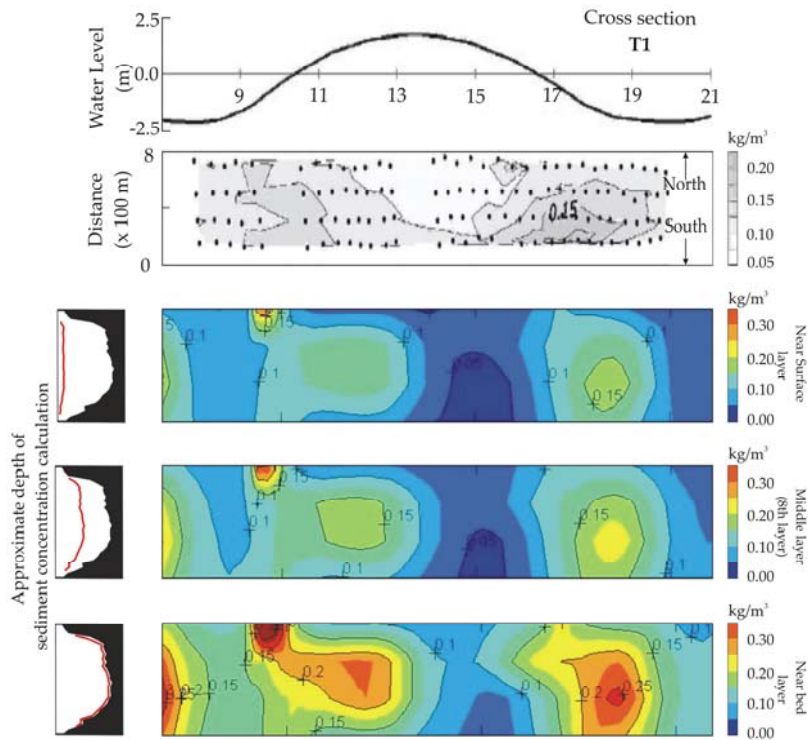 Cross section
T1
Water Level
(m)
2.5
0.0
-2.5
9
11
13
15
17
19
21
Distance
(x 100 m)
8
0
North
South
0.15
kg/m³
0.20
0.15
0.10
0.05
Approximate depth of
sediment concentration calculation
0.1
0.15
0.1
0.1
0.1
0.15
kg/m³
0.30
0.20
0.10
0.00
Near Surface
layer
0.1
0.15
0.1
0.1
0.15
0.1
0.15
0.1
kg/m³
0.30
0.20
0.10
0.00
Middle layer
(8th layer)
0.15
0.15
0.2
0.15
0.1
0.1
0.15
0.2
0.25
0.1
kg/m³
0.30
0.20
0.10
0.00
Near bed
layer